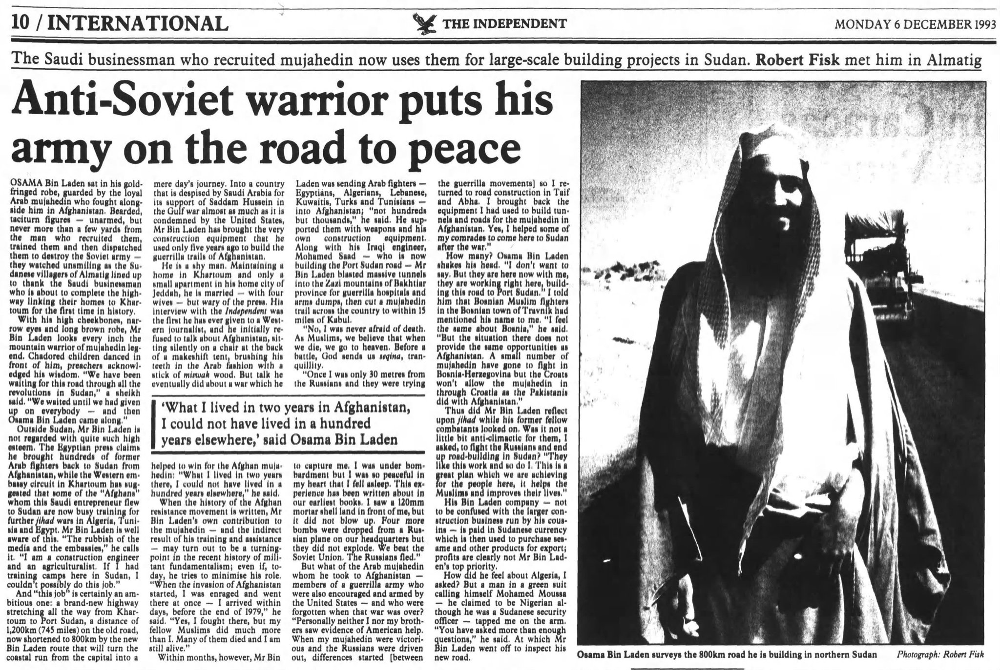 10 / INTERNATIONAL
THE INDEPENDENT
MONDAY 6 DECEMBER 1993
The Saudi businessman who recruited mujahedin now uses them for large-scale building projects in Sudan. Robert Fisk met him in Almatig
Anti-Soviet warrior puts his
army on the road to peace
OSAMA Bin Laden sat in his gold-
fringed robe, guarded by the loyal
Arab mujahedin who fought along-
side him in Afghanistan. Bearded,
taciturn figures — unarmed, but
never more than a few yards from
the man who recruited them,
trained them and then dispatched
them to destroy the Soviet army —
they watched unsmiling as the Su-
danese villagers of Almatig lined up
to thank the Saudi businessman
who is about to complete the high-
way linking their homes to Khar-
toum for the first time in history.
With his high cheekbones, nar-
row eyes and long brown robe, Mr
Bin Laden looks every inch the
mountain warrior of mujahedin leg-
end. Chadored children danced in
front of him, preachers acknowl-
edged his wisdom. "We have been
waiting for this road through all the
revolutions in Sudan," a sheikh
said. "We waited until we had given
up on everybody — and then
Osama Bin Laden came along."
Outside Sudan, Mr Bin Laden is
not regarded with quite such high
esteem. The Egyptian press claims
he brought hundreds of former
Arab fighters back to Sudan from
Afghanistan, while the Western em-
bassy circuit in Khartoum has sug-
gested that some of the "Afghans"
whom this Saudi entrepreneur flew
to Sudan are now busy training for
further jihad wars in Algeria, Tuni-
sia and Egypt. Mr Bin Laden is well
aware of this. "The rubbish of the
media and the embassies," he calls
it. "I am a construction engineer
and an agriculturalist. If I had
training camps here in Sudan, I
couldn't possibly do this job."
And "this job" is certainly an am-
bitious one: a brand-new highway
stretching all the way from Khar-
toum to Port Sudan, a distance of
1,200km (745 miles) on the old road,
now shortened to 800km by the new
Bin Laden route that will turn the
coastal run from the capital into a
mere day's journey. Into a country
that is despised by Saudi Arabia for
its support of Saddam Hussein in
the Gulf war almost as much as it is
condemned by the United States,
Mr Bin Laden has brought the very
construction equipment that he
used only five years ago to build the
guerrilla trails of Afghanistan.
He is a shy man. Maintaining a
home in Khartoum and only a
small apartment in his home city of
Jeddah, he is married — with four
wives — but wary of the press. His
interview with the Independent was
the first he has ever given to a West-
ern journalist, and he initially re-
fused to talk about Afghanistan, sit-
ting silently on a chair at the back
of a makeshift tent, brushing his
teeth in the Arab fashion with a
stick of miswak wood. But talk he
eventually did about a war which he
'What I lived in two years in Afghanistan,
I could not have lived in a hundred
years elsewhere,' said Osama Bin Laden
helped to win for the Afghan muja-
hedin: "What I lived in two years
there, I could not have lived in a
hundred years elsewhere," he said.
When the history of the Afghan
resistance movement is written, Mr
Bin Laden's own contribution to
the mujahedin — and the indirect
result of his training and assistance
— may turn out to be a turning-
point in the recent history of mili-
tant fundamentalism; even if, to-
day, he tries to minimise his role.
"When the invasion of Afghanistan
started, I was enraged and went
there at once — I arrived within
days, before the end of 1979," he
said. "Yes, I fought there, but my
fellow Muslims did much more
than I. Many of them died and I am
still alive."
Within months, however, Mr Bin
Laden was sending Arab fighters —
Egyptians, Algerians, Lebanese,
Kuwaitis, Turks and Tunisians —
into Afghanistan; "not hundreds
but thousands," he said. He sup-
ported them with weapons and his
own construction equipment.
Along with his Iraqi engineer,
Mohamed Saad — who is now
building the Port Sudan road — Mr
Bin Laden blasted massive tunnels
into the Zazi mountains of Bakhtiar
province for guerrilla hospitals and
arms dumps, then cut a mujahedin
trail across the country to within 15
miles of Kabul.
"No, I was never afraid of death.
As Muslims, we believe that when
we die, we go to heaven. Before a
battle, God sends us seqina, tran-
quillity.
"Once I was only 30 metres from
the Russians and they were trying
to capture me. I was under bom-
bardment but I was so peaceful in
my heart that I fell asleep. This ex-
perience has been written about in
our earliest books. I saw a 120mm
mortar shell land in front of me, but
it did not blow up. Four more
bombs were dropped from a Rus-
sian plane on our headquarters but
they did not explode. We beat the
Soviet Union. The Russians fled."
But what of the Arab mujahedin
whom he took to Afghanistan —
members of a guerrilla army who
were also encouraged and armed by
the United States — and who were
forgotten when that war was over?
"Personally neither I nor my broth-
ers saw evidence of American help.
When my mujahedin were victori-
ous and the Russians were driven
out, differences started [between
the guerrilla movements] so I re-
turned to road construction in Taif
and Abha. I brought back the
equipment I had used to build tun-
nels and roads for the mujahedin in
Afghanistan. Yes, I helped some of
my comrades to come here to Sudan
after the war."
How many? Osama Bin Laden
shakes his head. "I don't want to
say. But they are here now with me,
they are working right here, build-
ing this road to Port Sudan." I told
him that Bosnian Muslim fighters
in the Bosnian town of Travnik had
mentioned his name to me. "I feel
the same about Bosnia," he said.
"But the situation there does not
provide the same opportunities as
Afghanistan. A small number of
mujahedin have gone to fight in
Bosnia-Herzegovina but the Croats
won't allow the mujahedin in
through Croatia as the Pakistanis
did with Afghanistan."
Thus did Mr Bin Laden reflect
upon jihad while his former fellow
combatants looked on. Was it not a
little bit anti-climactic for them, I
asked, to fight the Russians and end
up road-building in Sudan? "They
like this work and so do I. This is a
great plan which we are achieving
for the people here, it helps the
Muslims and improves their lives."
His Bin Laden company — not
to be confused with the larger con-
struction business run by his cous-
ins — is paid in Sudanese currency
which is then used to purchase ses-
ame and other products for export;
profits are clearly not Mr Bin Lad-
en's top priority.
How did he feel about Algeria, I
asked? But a man in a green suit
calling himself Mohamed Moussa
— he claimed to be Nigerian al-
though he was a Sudanese security
officer — tapped me on the arm.
"You have asked more than enough
questions," he said. At which Mr
Bin Laden went off to inspect his
new road.
Osama Bin Laden surveys the 800km road he is building in northern Sudan
Photograph: Robert Fisk